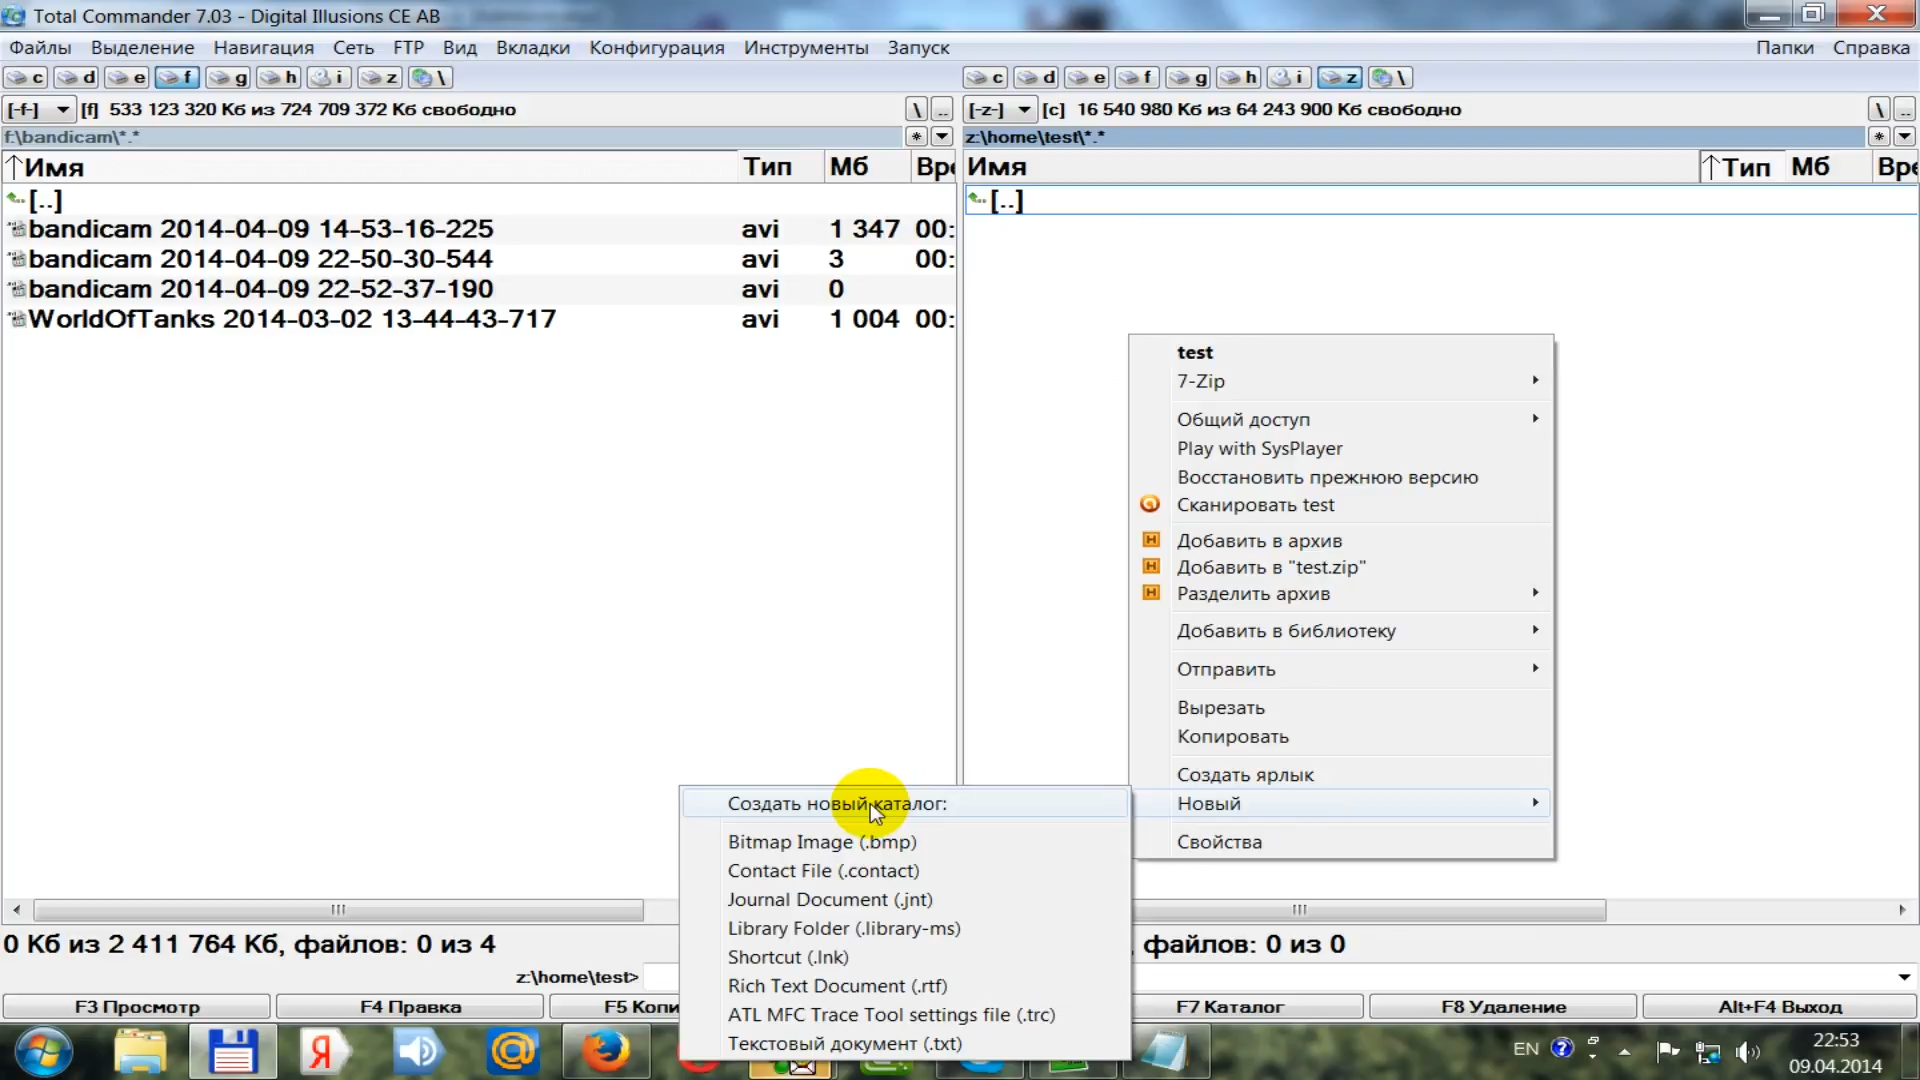 Total Commander 7.03 - Digital Illusions CE AB
Файлы Выделение Навигация Сеть FTP Вид Вкладки Конфигурация Инструменты Запуск Папки Справка
c d e f g h i z \ c d e f g h i z \
[-f-] [f] 533 123 320 Кб из 724 709 372 Кб свободно \ .. [-z-] [c] 16 540 980 Кб из 64 243 900 Кб свободно \ ..
f:\bandicam\*.* * z:\home\test\*.* *
Имя Тип Мб Вре Имя Тип Мб Вре
[..] [..]
bandicam 2014-04-09 14-53-16-225 avi 1 347 00:
bandicam 2014-04-09 22-50-30-544 avi 3 00:
bandicam 2014-04-09 22-52-37-190 avi 0
WorldOfTanks 2014-03-02 13-44-43-717 avi 1 004 00:
test
7-Zip
Общий доступ
Play with SysPlayer
Восстановить прежнюю версию
Сканировать test
Добавить в архив
Добавить в "test.zip"
Разделить архив
Добавить в библиотеку
Отправить
Вырезать
Копировать
Создать ярлык
Новый
Свойства
Создать новый каталог:
Bitmap Image (.bmp)
Contact File (.contact)
Journal Document (.jnt)
Library Folder (.library-ms)
Shortcut (.lnk)
Rich Text Document (.rtf)
ATL MFC Trace Tool settings file (.trc)
Текстовый документ (.txt)
0 Кб из 2 411 764 Кб, файлов: 0 из 4 , файлов: 0 из 0
z:\home\test>
F3 Просмотр F4 Правка F5 Копи F7 Каталог F8 Удаление Alt+F4 Выход
EN 22:53
09.04.2014